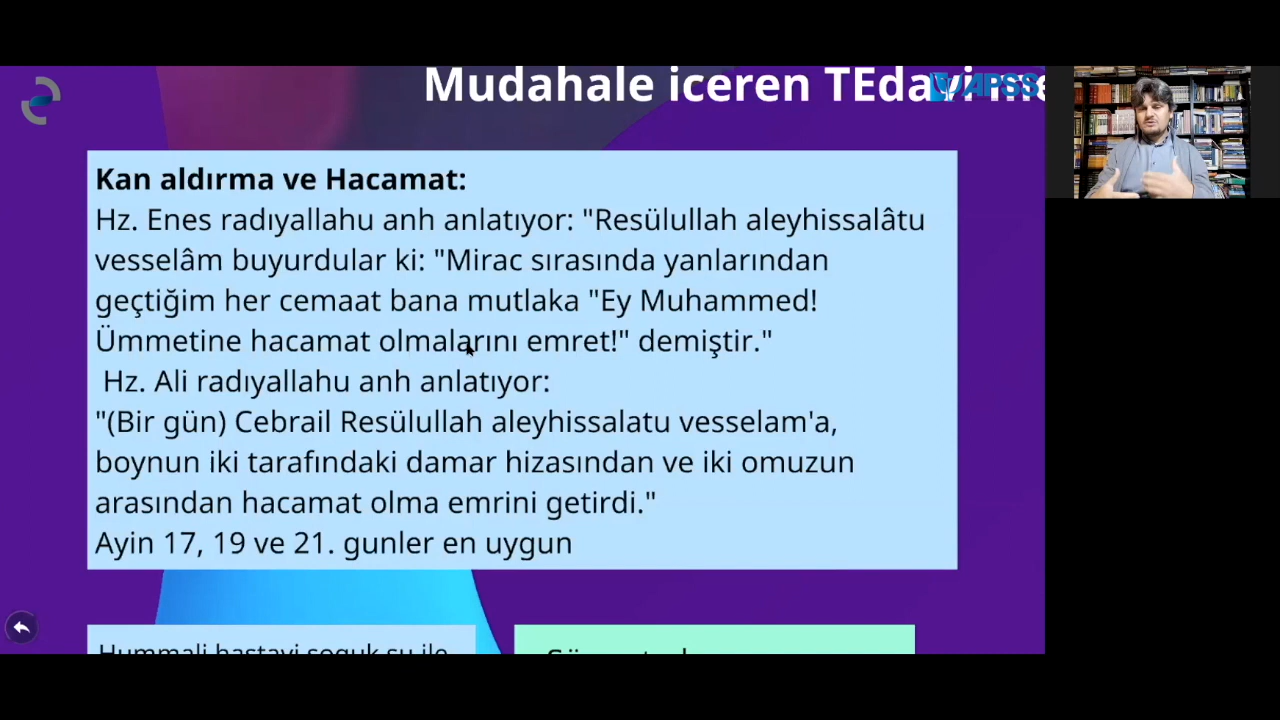 Mudahale iceren TEdavi me
APSS
Kan aldırma ve Hacamat:
Hz. Enes radıyallahu anh anlatıyor: "Resülullah aleyhissalâtu
vesselâm buyurdular ki: "Mirac sırasında yanlarından
geçtiğim her cemaat bana mutlaka "Ey Muhammed!
Ümmetine hacamat olmalarını emret!" demiştir."
Hz. Ali radıyallahu anh anlatıyor:
"(Bir gün) Cebrail Resülullah aleyhissalatu vesselam'a,
boynun iki tarafındaki damar hizasından ve iki omuzun
arasından hacamat olma emrini getirdi."
Ayin 17, 19 ve 21. gunler en uygun
Hummali hastayi soguk su ile